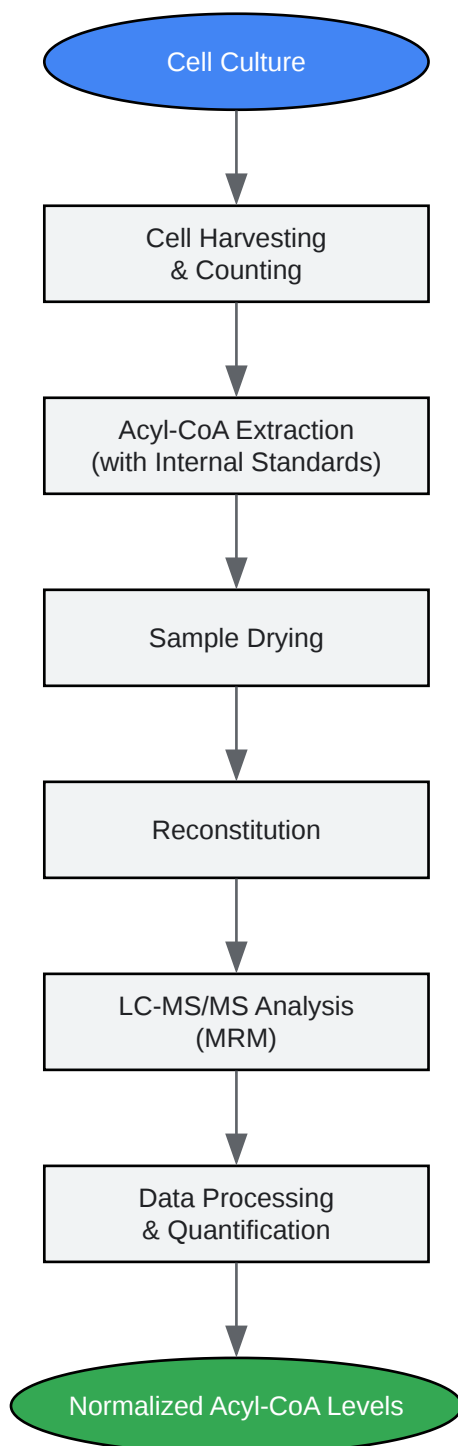 Cell Culture
Cell Harvesting
& Counting
Acyl-CoA Extraction
(with Internal Standards)
Sample Drying
Reconstitution
LC-MS/MS Analysis
(MRM)
Data Processing
& Quantification
Normalized Acyl-CoA Levels